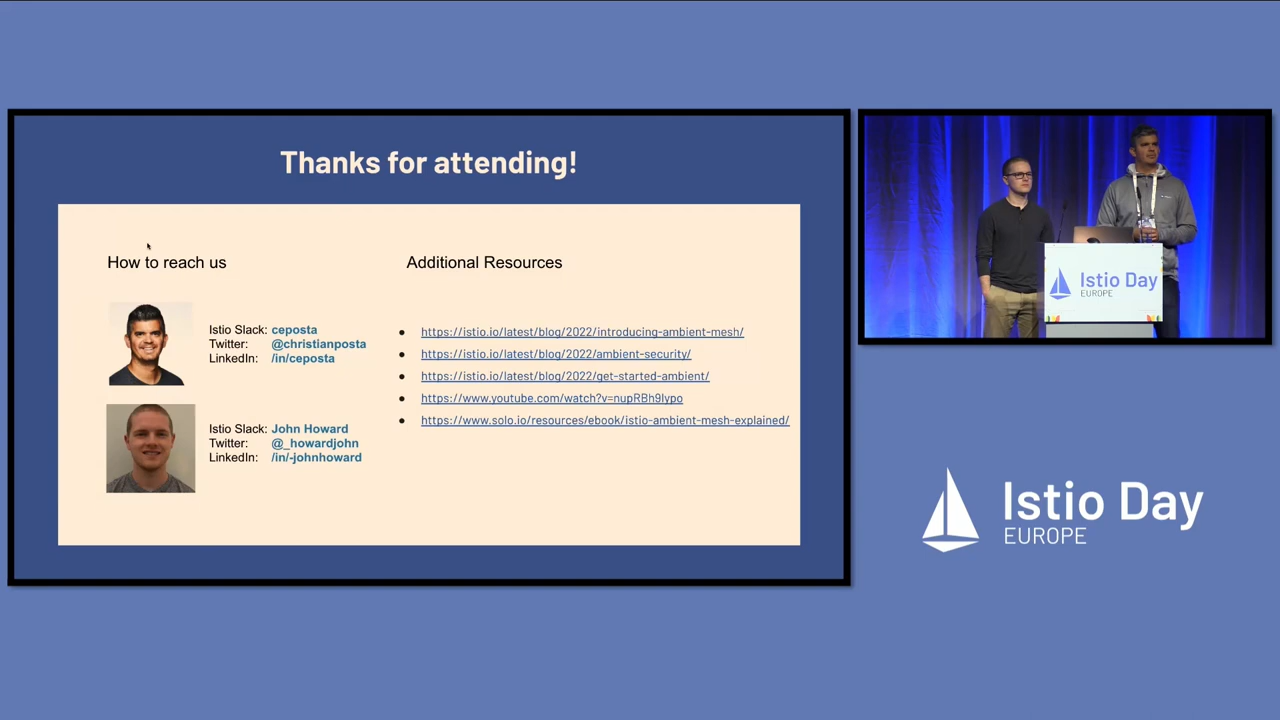 Thanks for attending!
How to reach us
Istio Slack: ceposta
Twitter: @christianposta
LinkedIn: /in/ceposta
Istio Slack: John Howard
Twitter: @_howardjohn
LinkedIn: /in/-johnhoward
Additional Resources
https://istio.io/latest/blog/2022/introducing-ambient-mesh/
https://istio.io/latest/blog/2022/ambient-security/
https://istio.io/latest/blog/2022/get-started-ambient/
https://www.youtube.com/watch?v=nupRBh9Iypo
https://www.solo.io/resources/ebook/istio-ambient-mesh-explained/
Istio Day
EUROPE
Istio Day
EUROPE